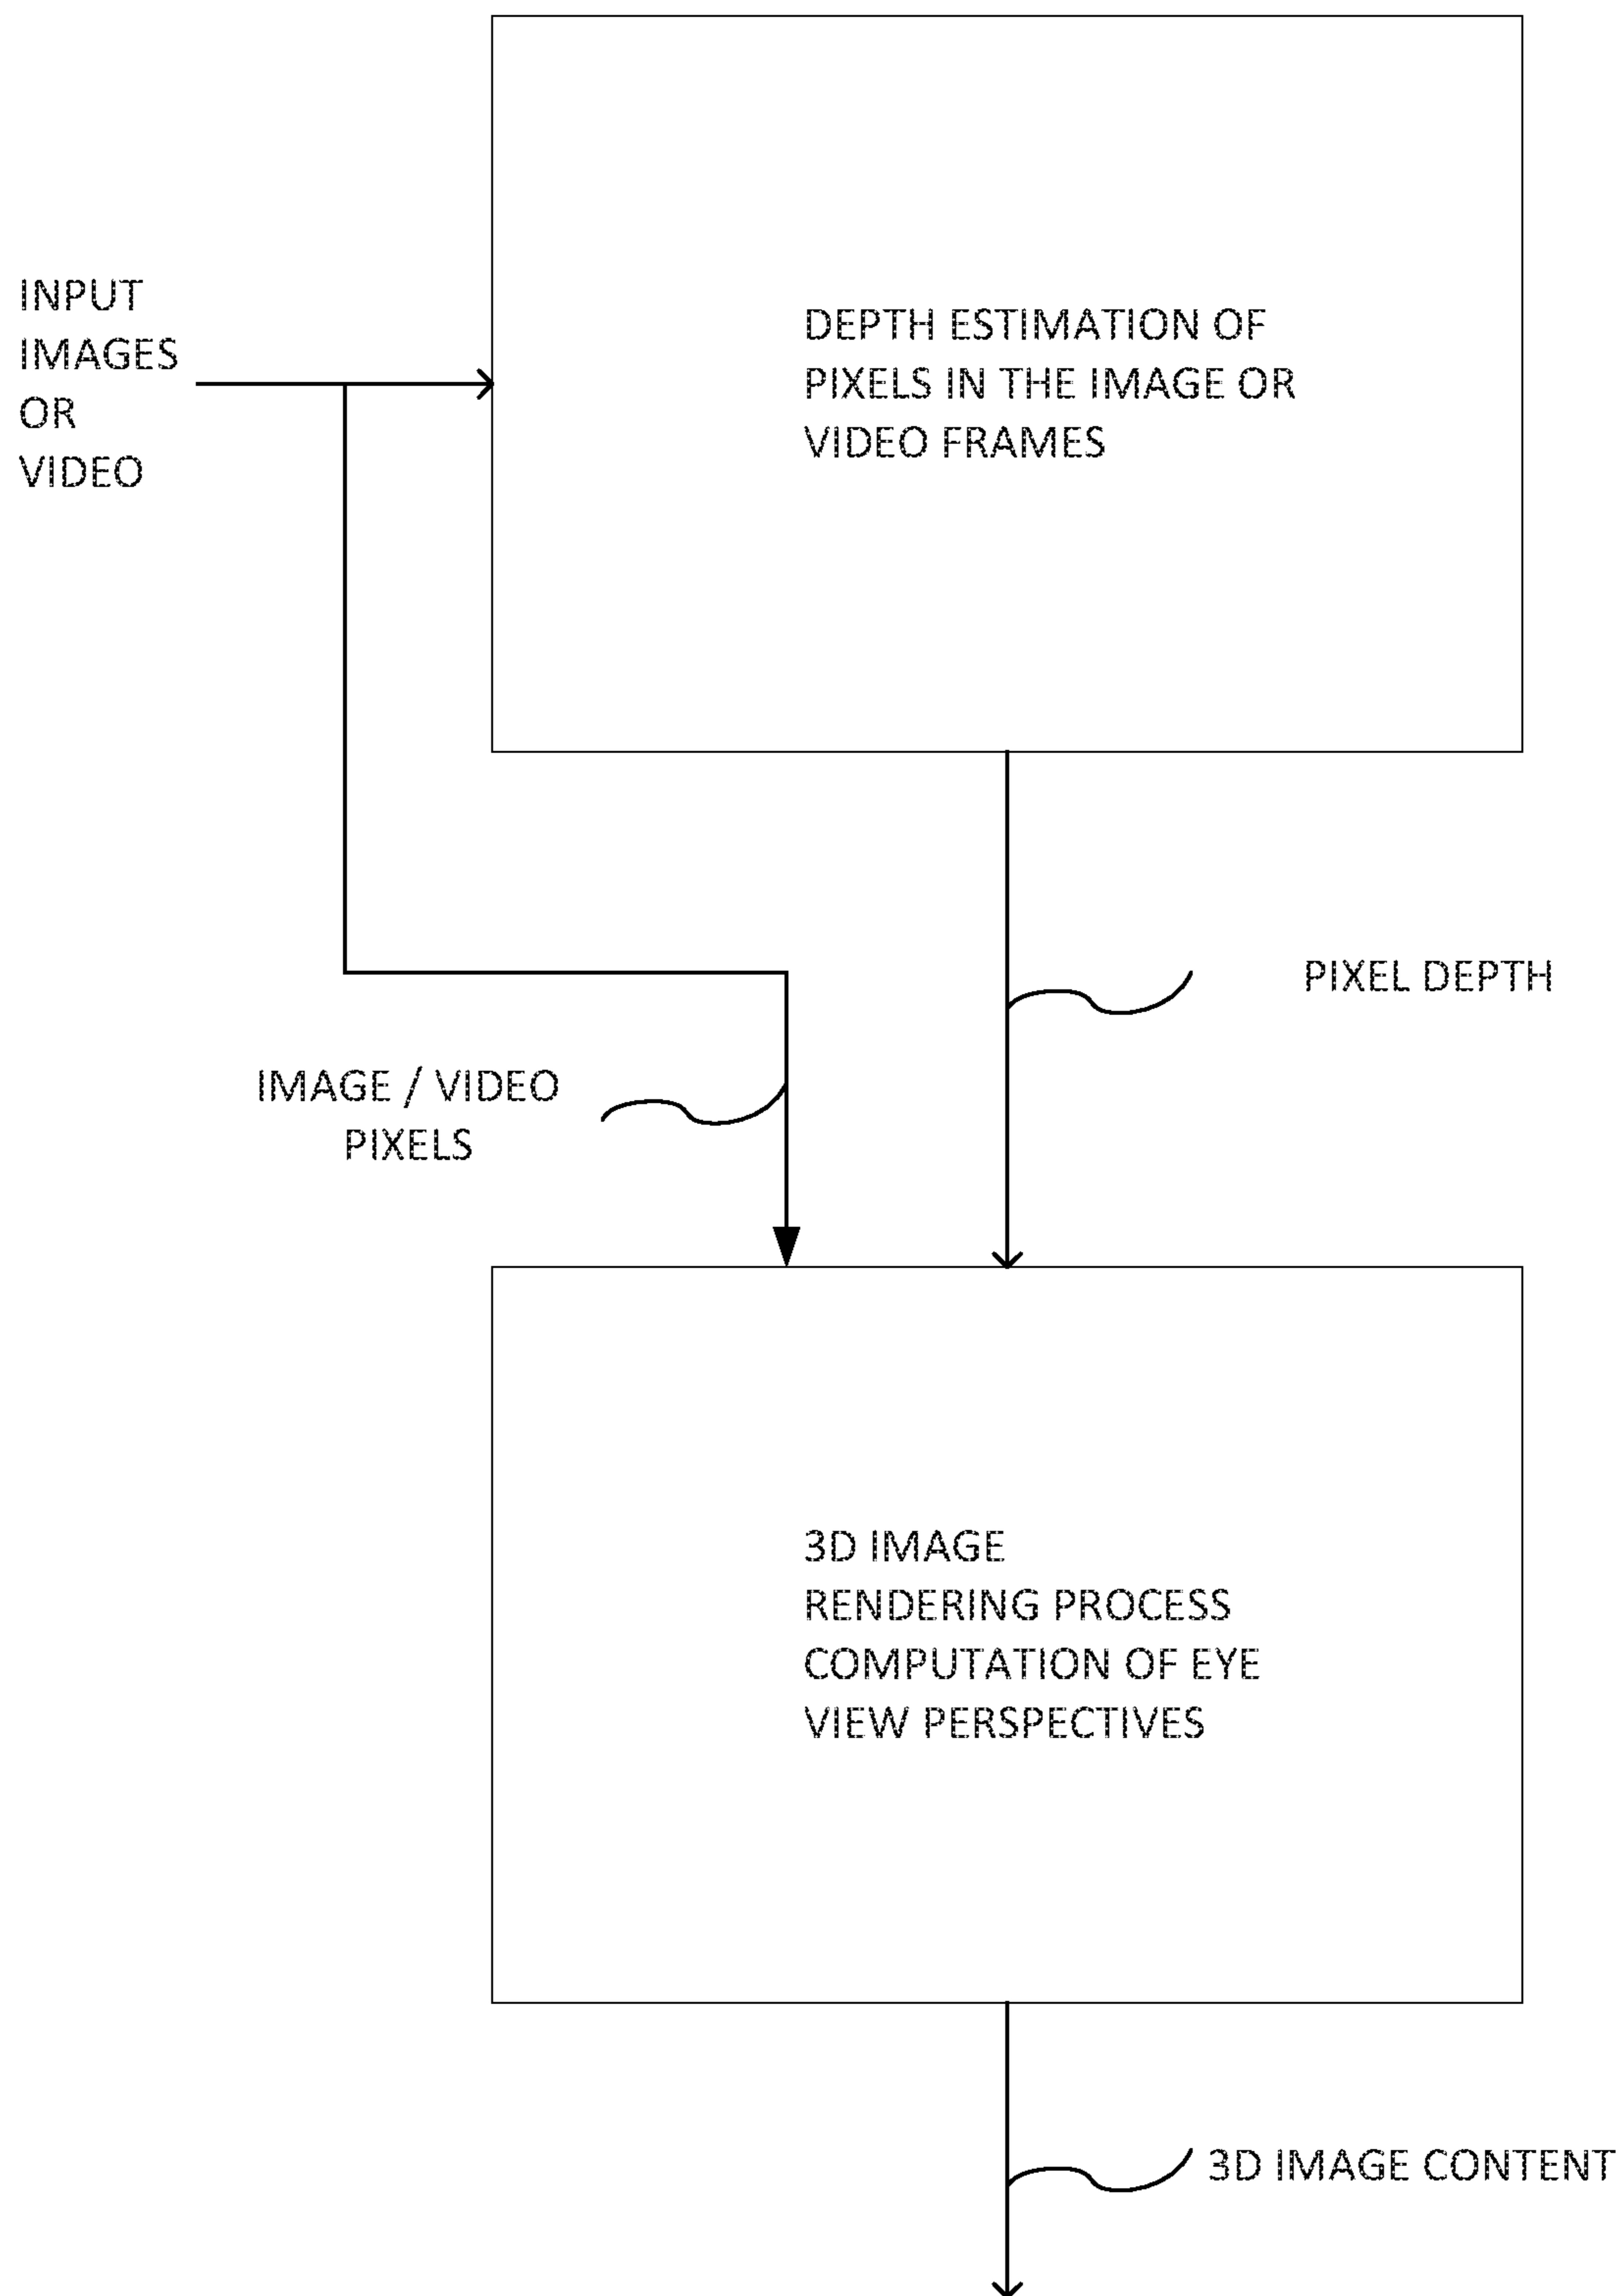 INPUT
IMAGES
OR
VIDEO
DEPTH ESTIMATION OF
PIXELS IN THE IMAGE OR
VIDEO FRAMES
PIXEL DEPTH
IMAGE / VIDEO
PIXELS
3D IMAGE
RENDERING PROCESS
COMPUTATION OF EYE
VIEW PERSPECTIVES
3D IMAGE CONTENT